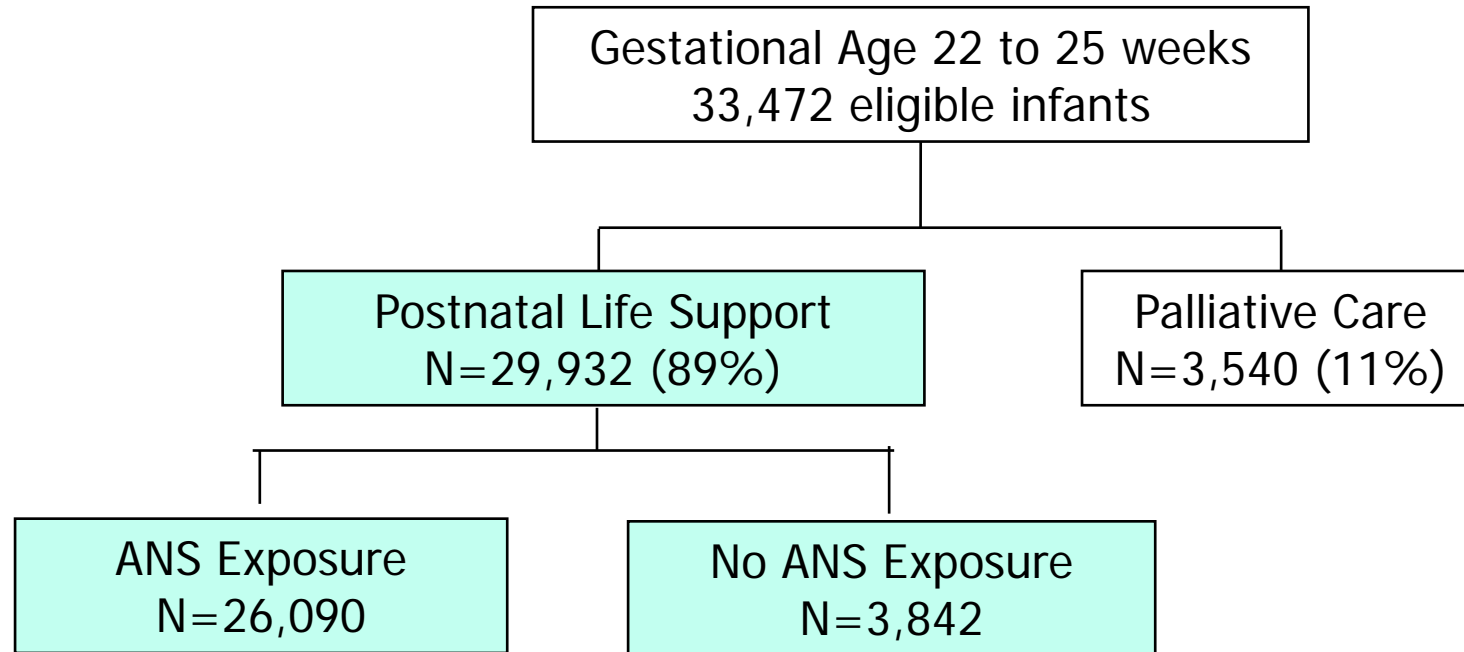 Gestational Age 22 to 25 weeks
33,472 eligible infants
Postnatal Life Support
N=29,932 (89%)
Palliative Care
N=3,540 (11%)
ANS Exposure
N=26,090
No ANS Exposure
N=3,842